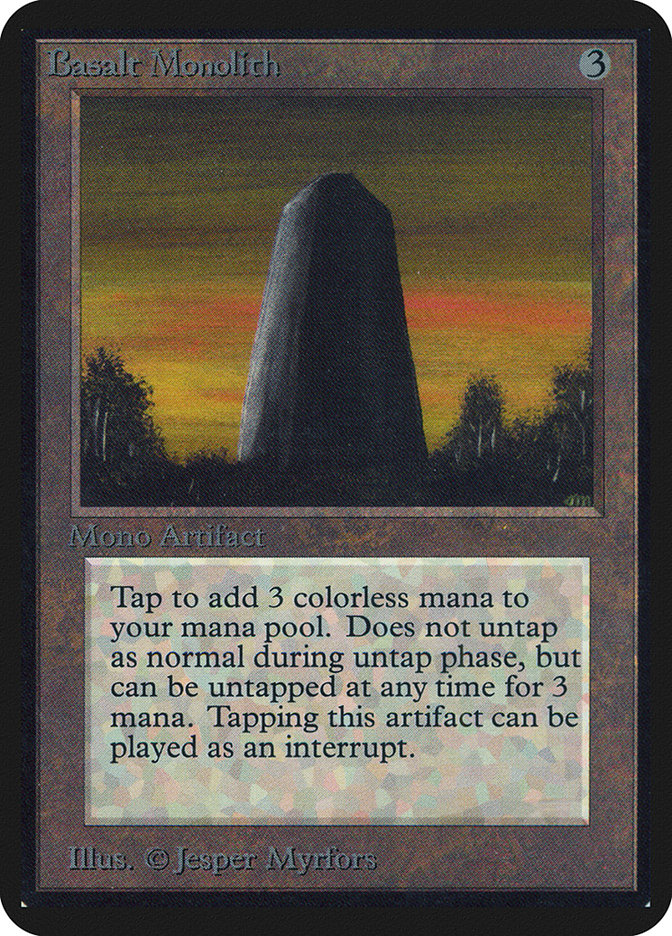 Basalt Monolith 3
JM
Mono Artifact
Tap to add 3 colorless mana to
your mana pool. Does not untap
as normal during untap phase, but
can be untapped at any time for 3
mana. Tapping this artifact can be
played as an interrupt.
Illus. © Jesper Myrfors